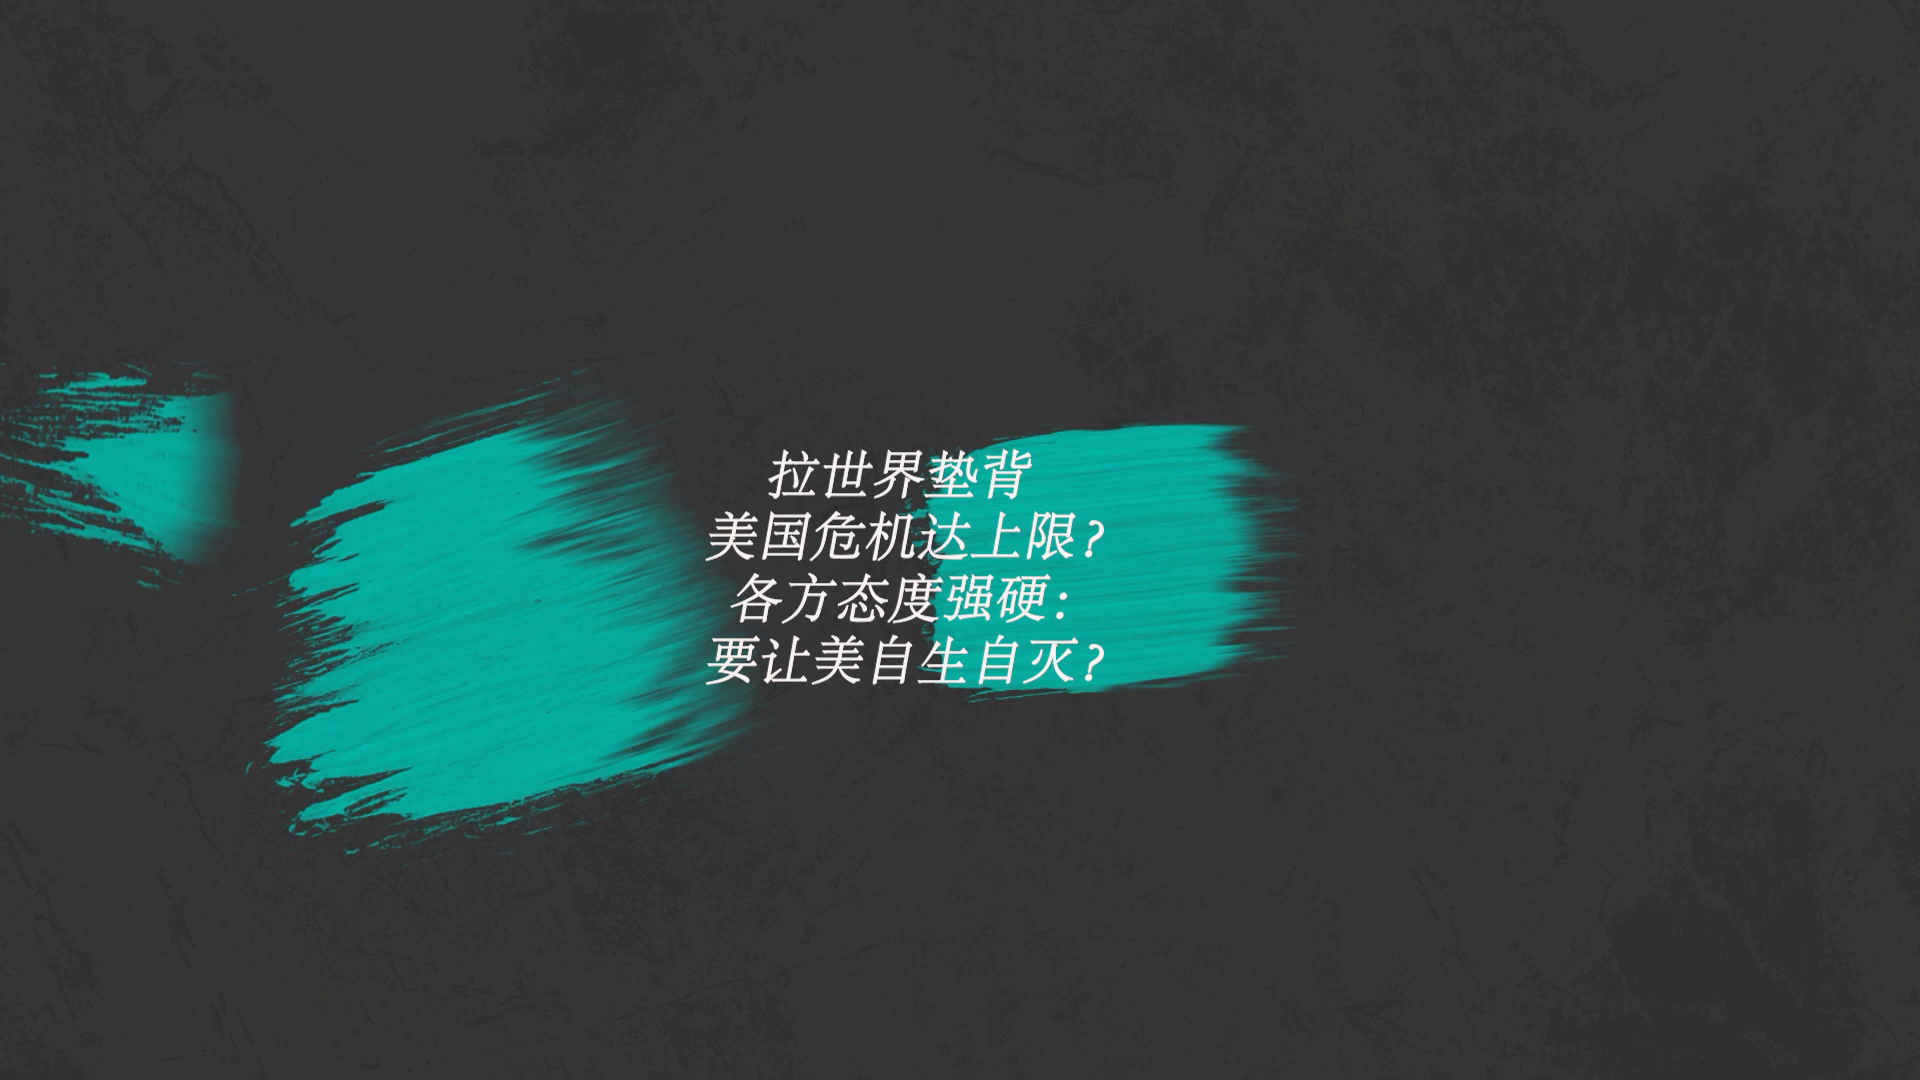 拉世界垫背
美国危机达上限?
各方态度强硬:
要让美自生自灭?